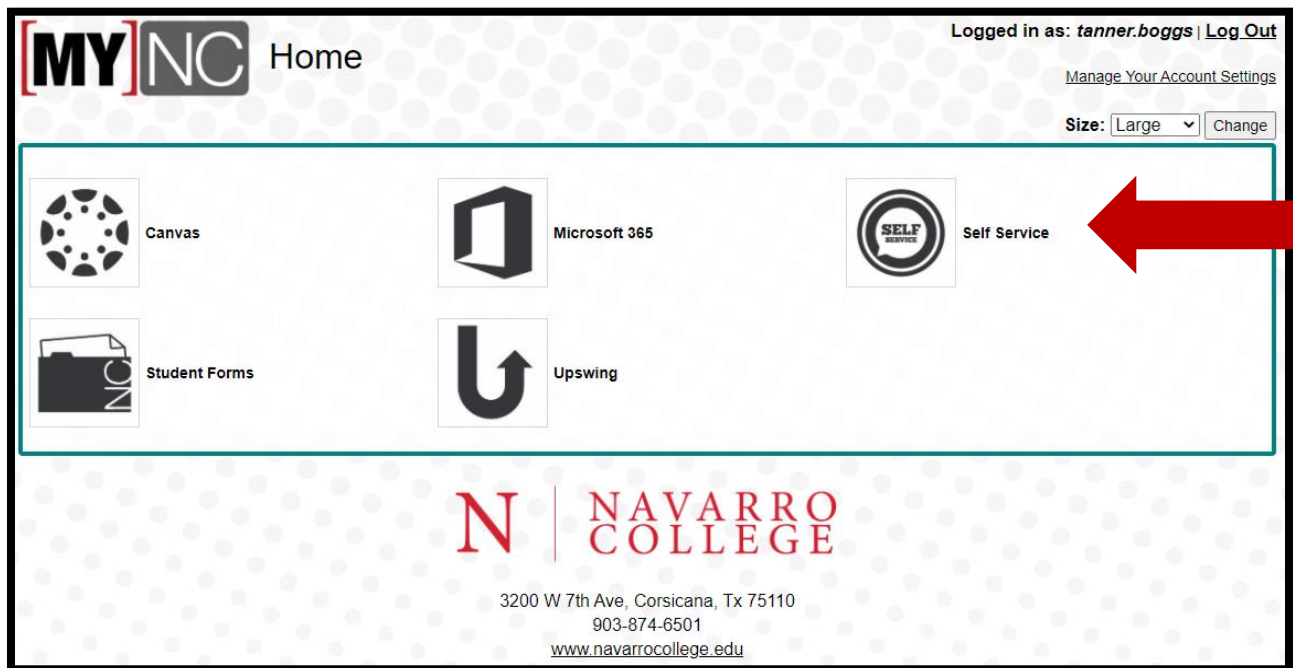 [MY]NC Home
Logged in as: tanner.boggs | Log Out
Manage Your Account Settings
Size: Large Change
Canvas
Microsoft 365
SELF
SERVICE
Self Service
NC
Student Forms
Upswing
N | NAVARRO
COLLEGE
3200 W 7th Ave, Corsicana, Tx 75110
903-874-6501
www.navarrocollege.edu